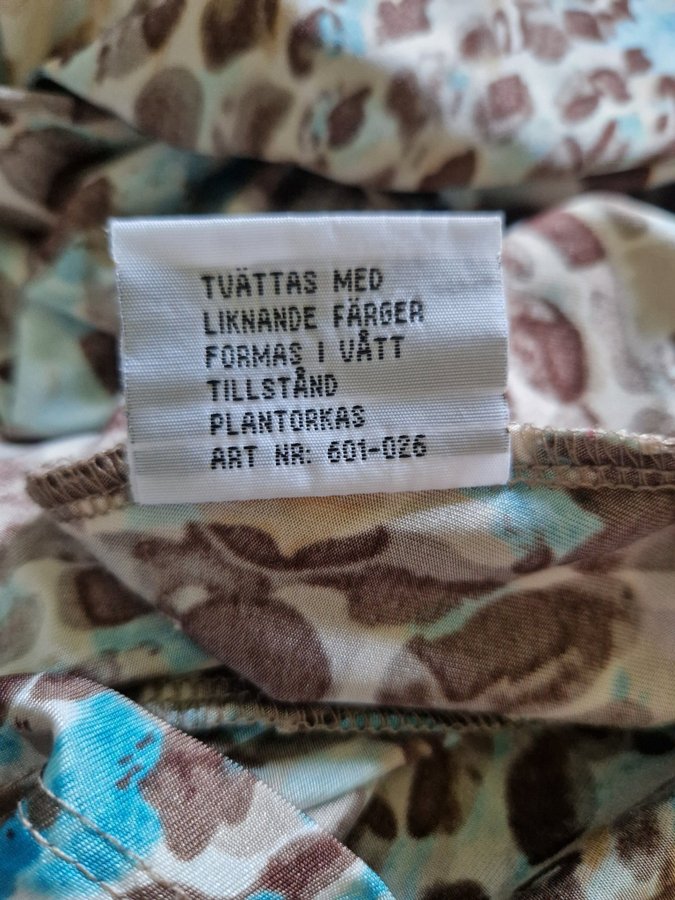 TVÄTTAS MED
LIKNANDE FÄRGER
FORMAS I VÅTT
TILLSTÅND
PLANTORKAS
ART NR: 601-026